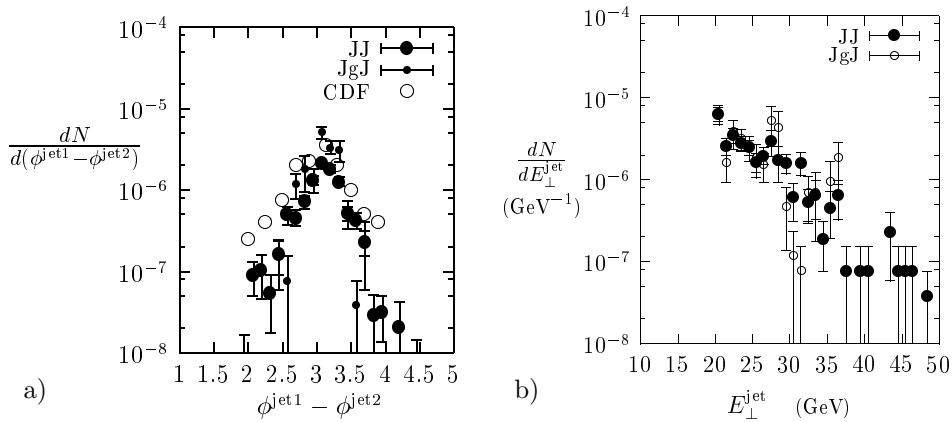 10⁻⁴
10⁻⁵
10⁻⁶
10⁻⁷
10⁻⁸
dN
d(ϕ^jet1−ϕ^jet2)
JJ
JgJ
CDF
1 1.5 2 2.5 3 3.5 4 4.5 5
a)
ϕ^jet1 − ϕ^jet2
10⁻⁴
10⁻⁵
10⁻⁶
10⁻⁷
10⁻⁸
dN
dE⊥^jet
(GeV⁻¹)
JJ
JgJ
10 15 20 25 30 35 40 45 50
b)
E⊥^jet (GeV)